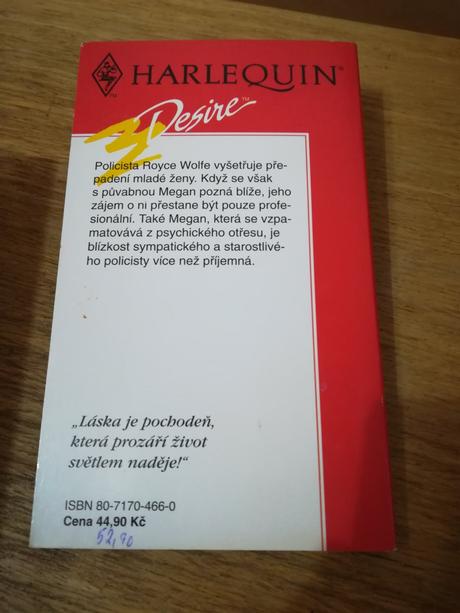 HARLEQUIN®
Desire™
Policista Royce Wolfe vyšetřuje pře-
padení mladé ženy. Když se však
s půvabnou Megan pozná blíže, jeho
zájem o ni přestane být pouze profe-
sionální. Také Megan, která se vzpa-
matovává z psychického otřesu, je
blízkost sympatického a starostlivé-
ho policisty více než příjemná.
„Láska je pochodeň,
která prozáří život
světlem naděje!“
ISBN 80-7170-466-0
Cena 44,90 Kč
52,90